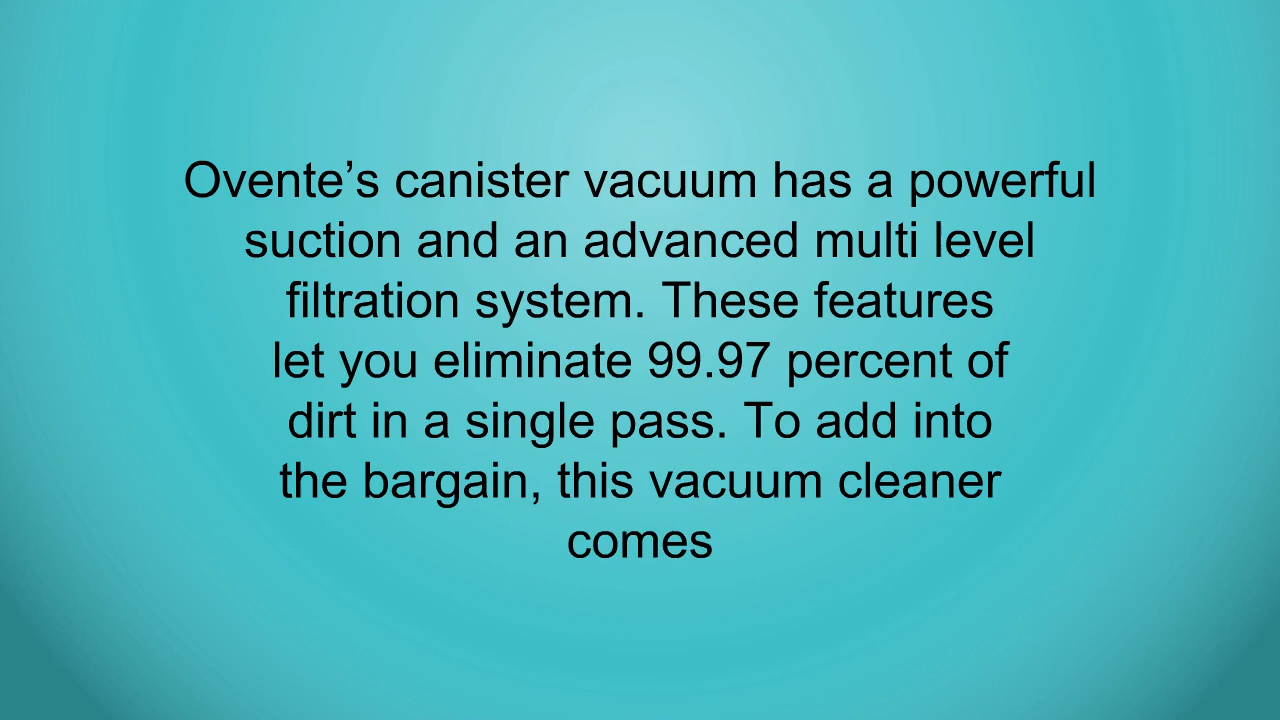 Ovente’s canister vacuum has a powerful
suction and an advanced multi level
filtration system. These features
let you eliminate 99.97 percent of
dirt in a single pass. To add into
the bargain, this vacuum cleaner
comes